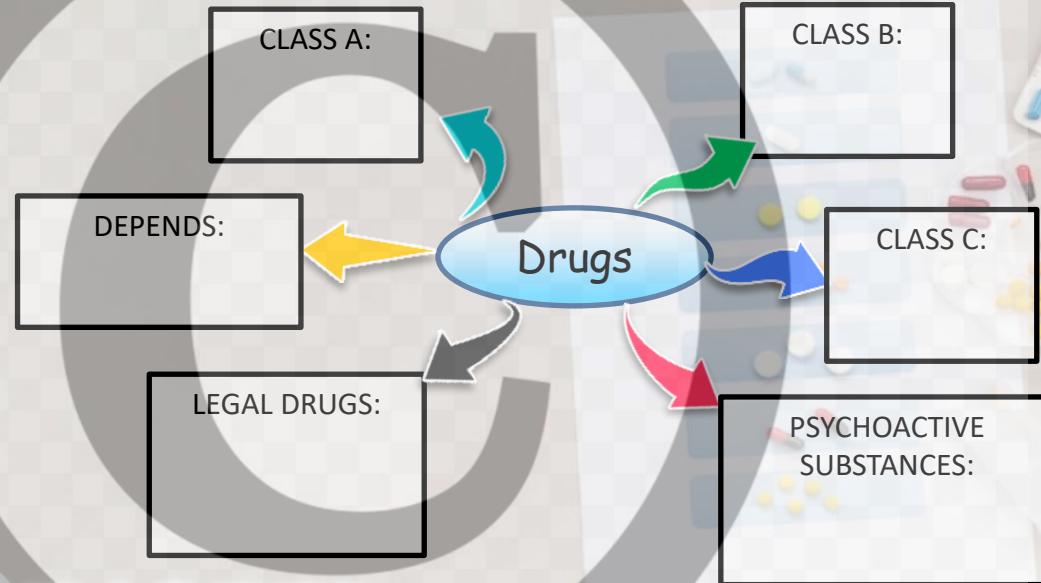 CLASS A:
CLASS B:
DEPENDS:
Drugs
CLASS C:
LEGAL DRUGS:
PSYCHOACTIVE
SUBSTANCES: